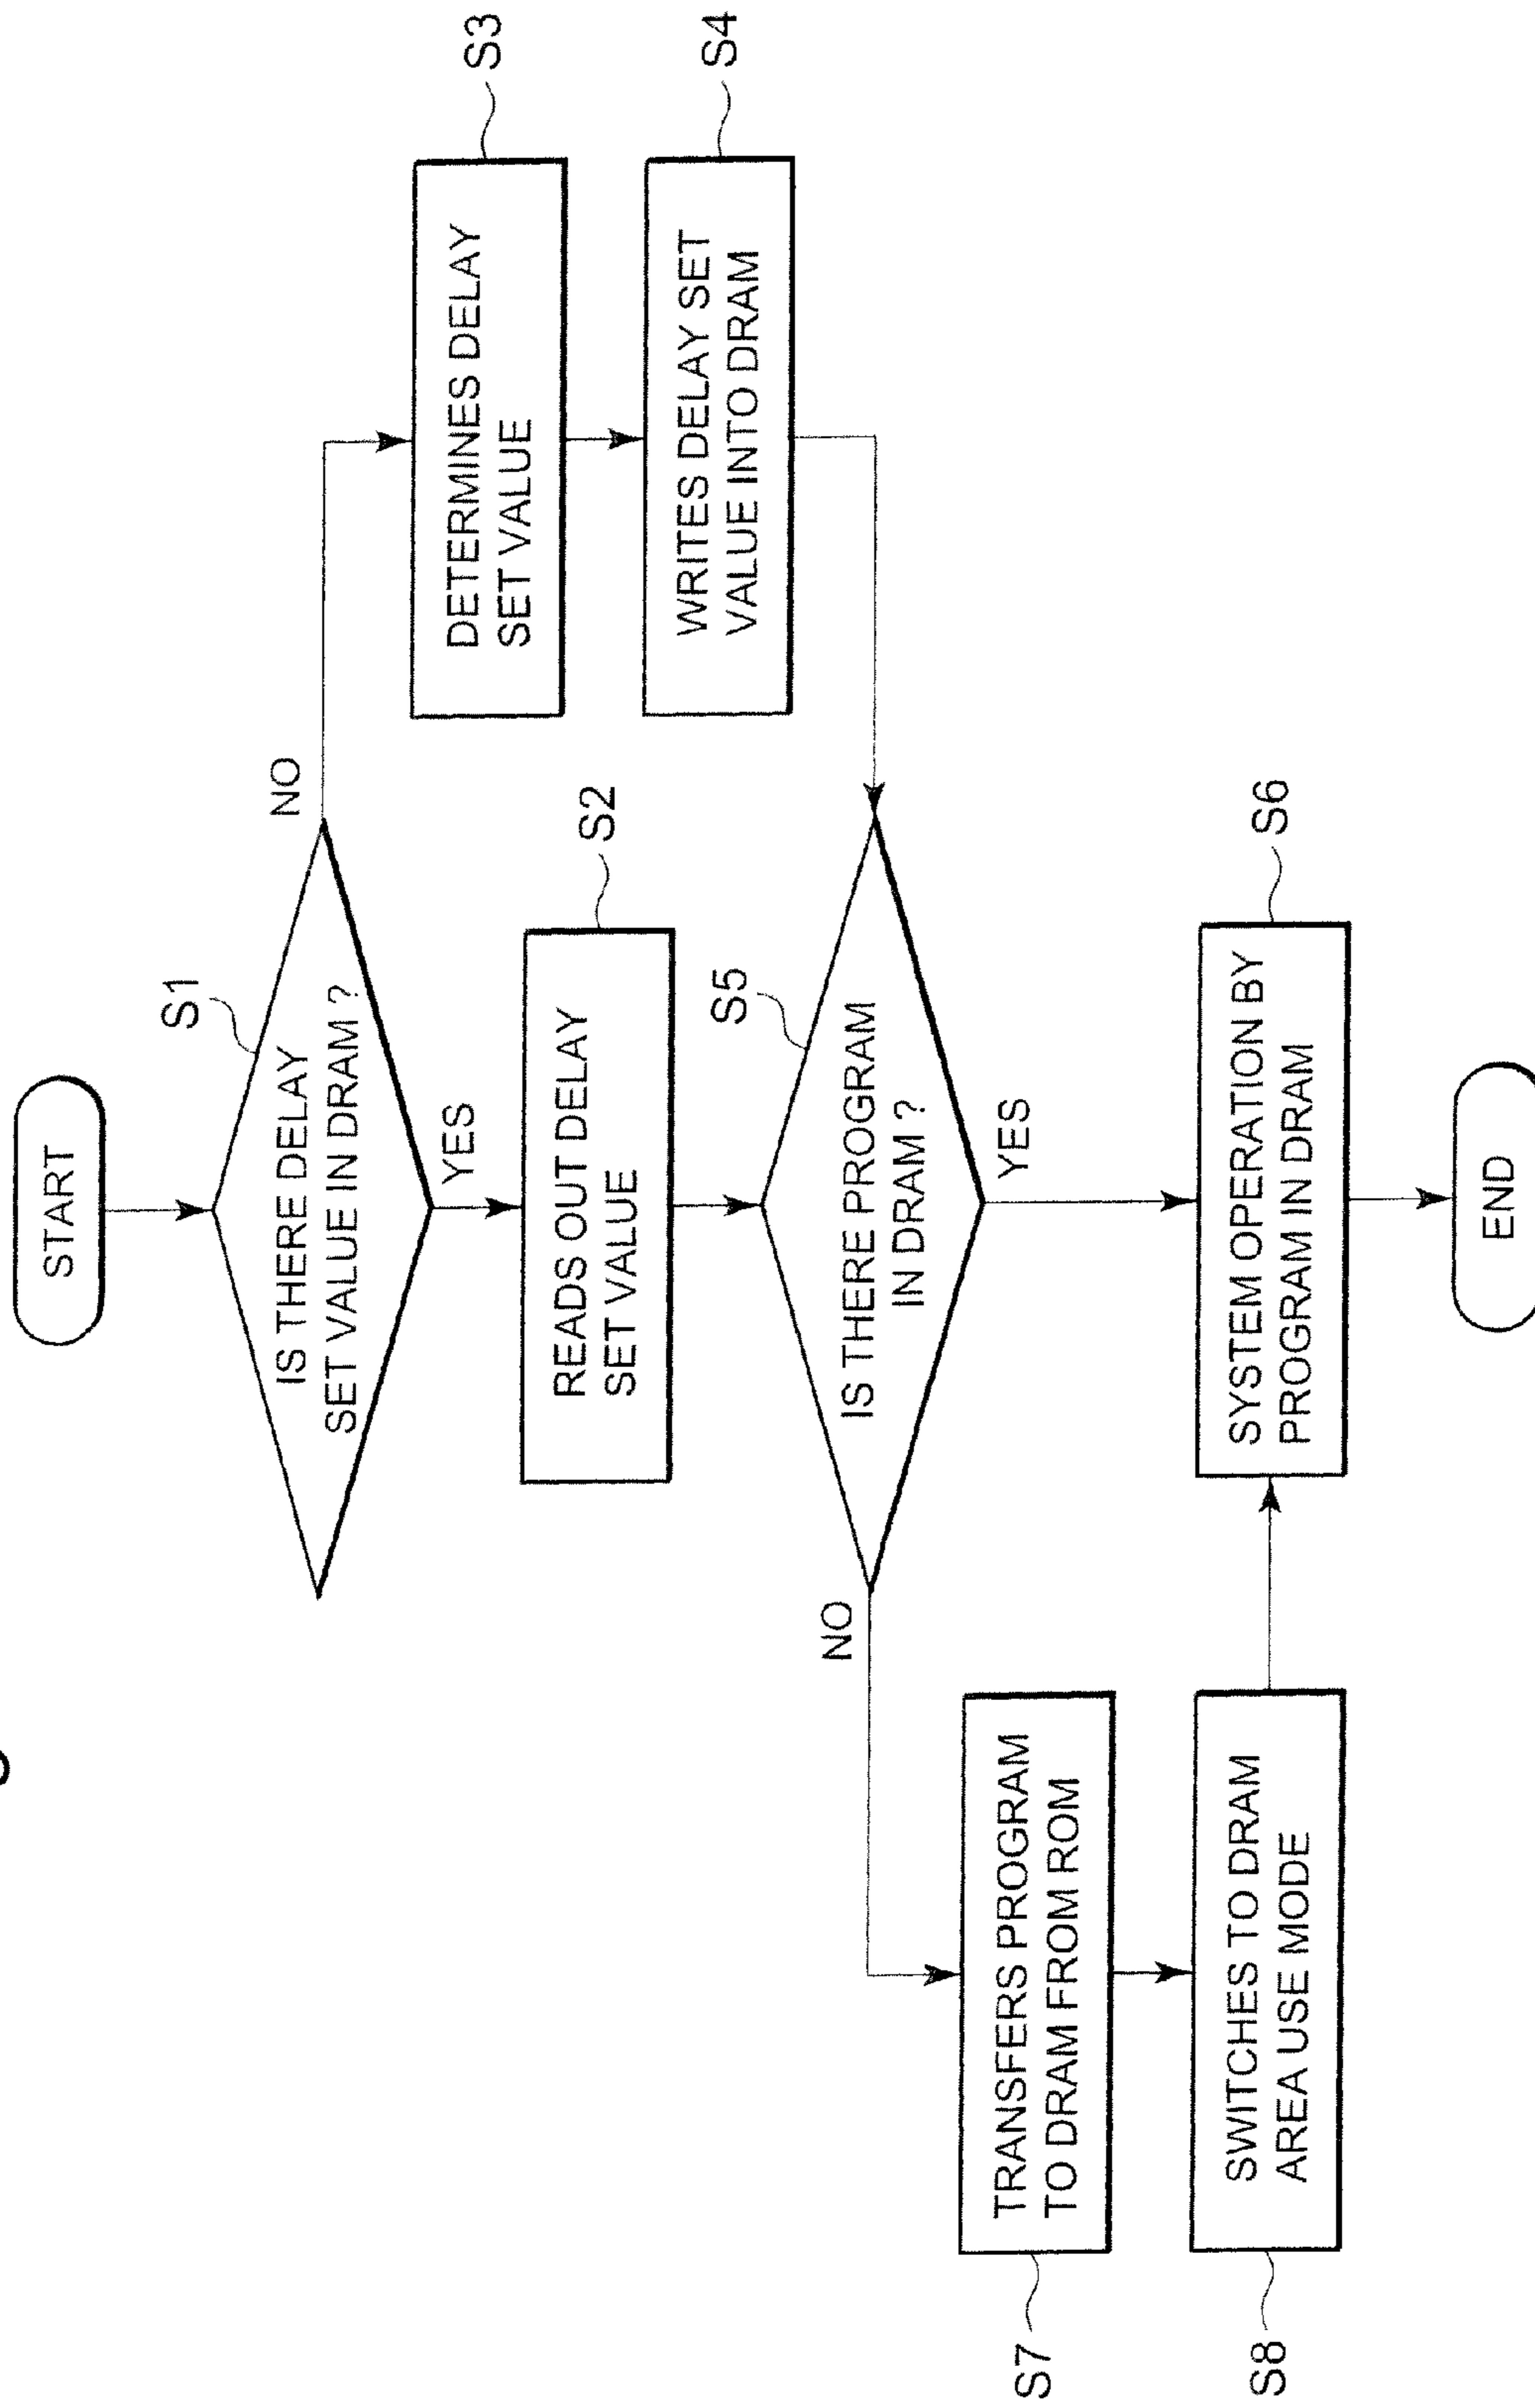 START
S1
IS THERE DELAY
SET VALUE IN DRAM ?
NO
YES
S3
DETERMINES DELAY
SET VALUE
S2
READS OUT DELAY
SET VALUE
S4
WRITES DELAY SET
VALUE INTO DRAM
S5
IS THERE PROGRAM
IN DRAM ?
NO
YES
S7
TRANSFERS PROGRAM
TO DRAM FROM ROM
S8
SWITCHES TO DRAM
AREA USE MODE
S6
SYSTEM OPERATION BY
PROGRAM IN DRAM
END